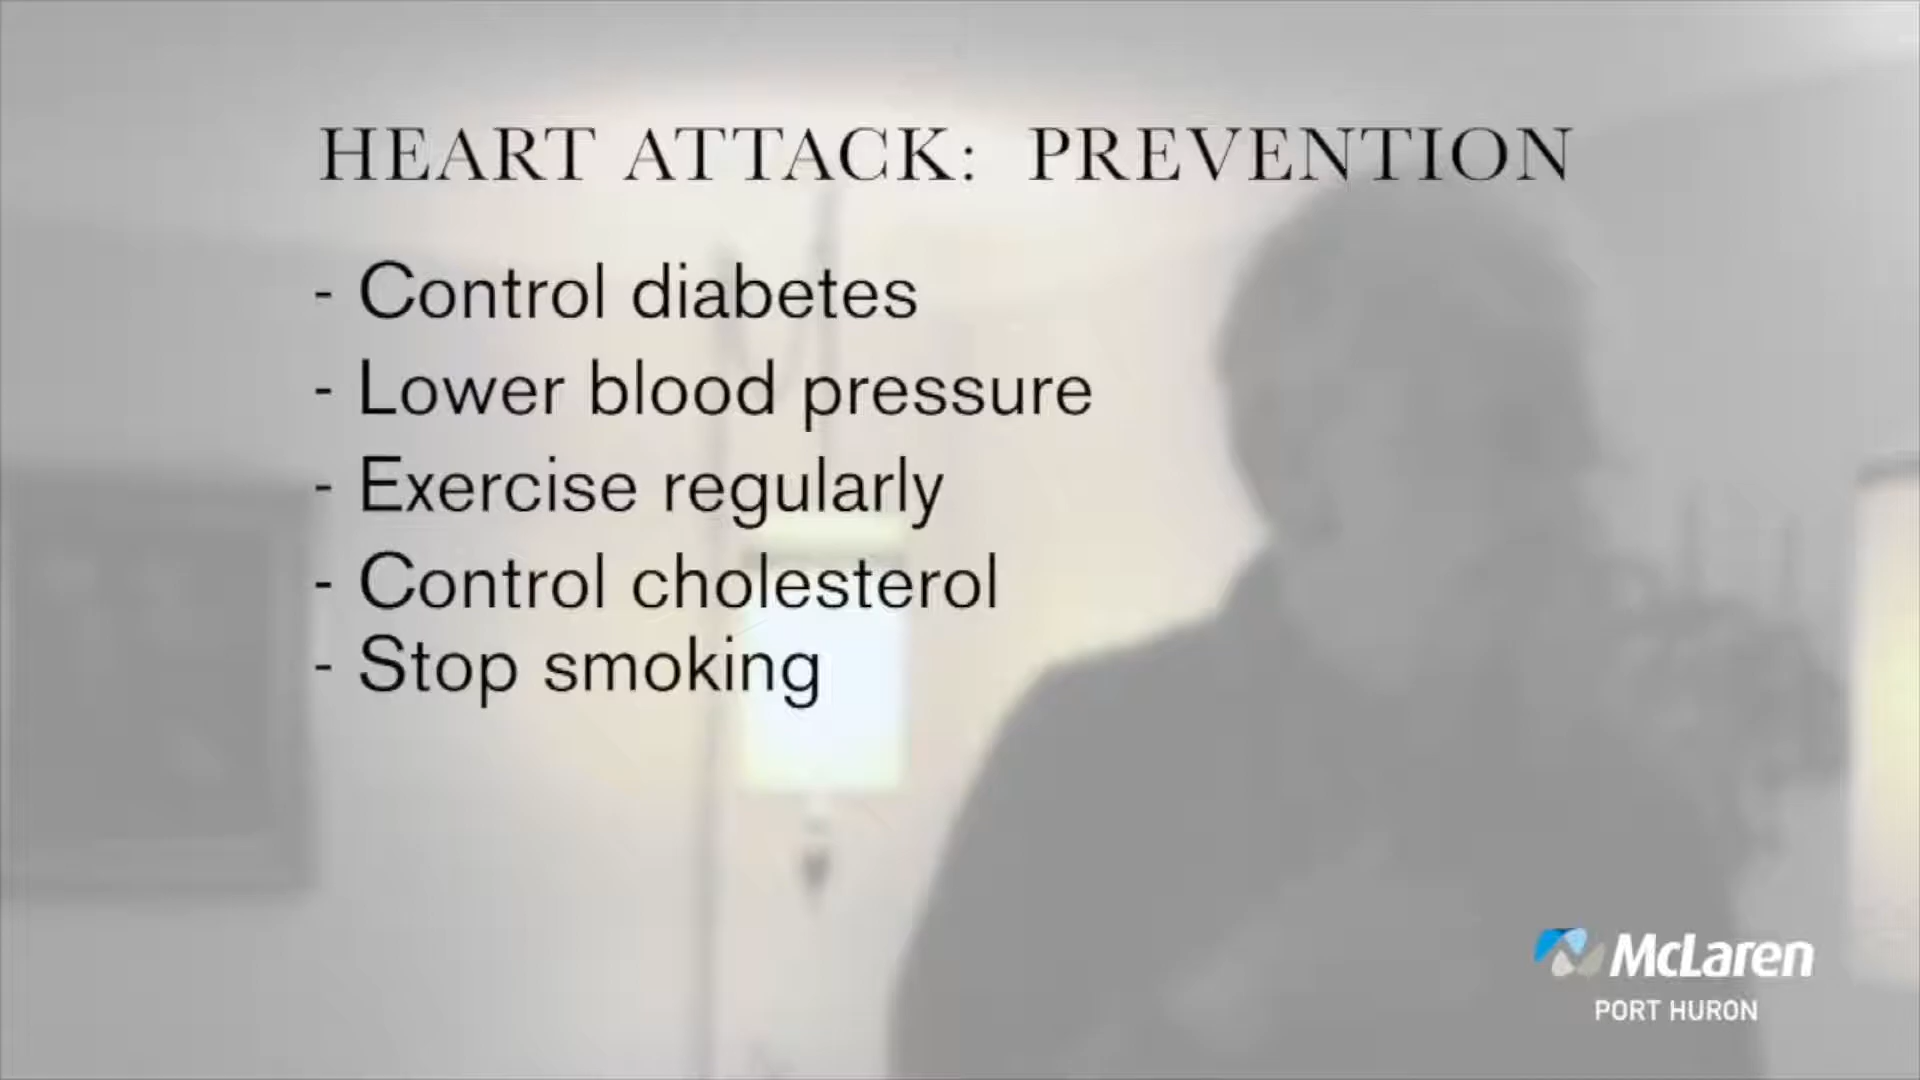 HEART ATTACK: PREVENTION
- Control diabetes
- Lower blood pressure
- Exercise regularly
- Control cholesterol
- Stop smoking
McLaren
PORT HURON